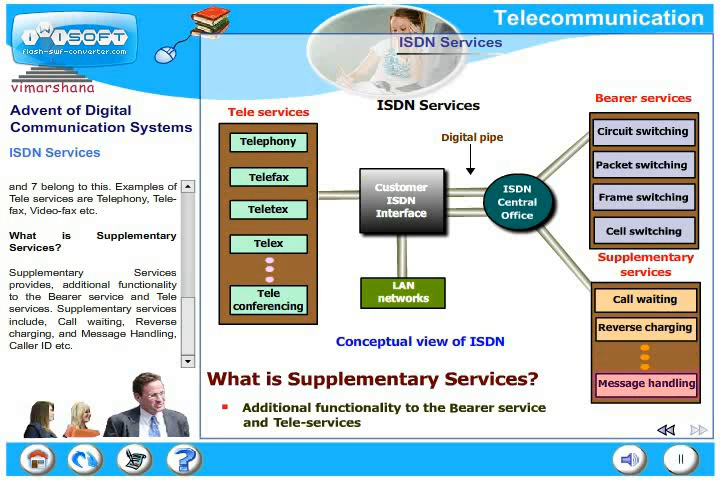 Telecommunication
iWiSOFT
flash-swf-converter.com
vimarshana
ISDN Services
Advent of Digital
Communication Systems
ISDN Services
and 7 belong to this. Examples of
Tele services are Telephony, Tele-
fax, Video-fax etc.
What is Supplementary
Services?
Supplementary Services
provides, additional functionality
to the Bearer service and Tele
services. Supplementary services
include, Call waiting, Reverse
charging, and Message Handling,
Caller ID etc.
ISDN Services
Tele services
Telephony
Telefax
Teletex
Telex
Tele
conferencing
Customer
ISDN
Interface
Digital pipe
ISDN
Central
Office
LAN
networks
Bearer services
Circuit switching
Packet switching
Frame switching
Cell switching
Supplementary
services
Call waiting
Reverse charging
Message handling
Conceptual view of ISDN
What is Supplementary Services?
Additional functionality to the Bearer service
and Tele-services